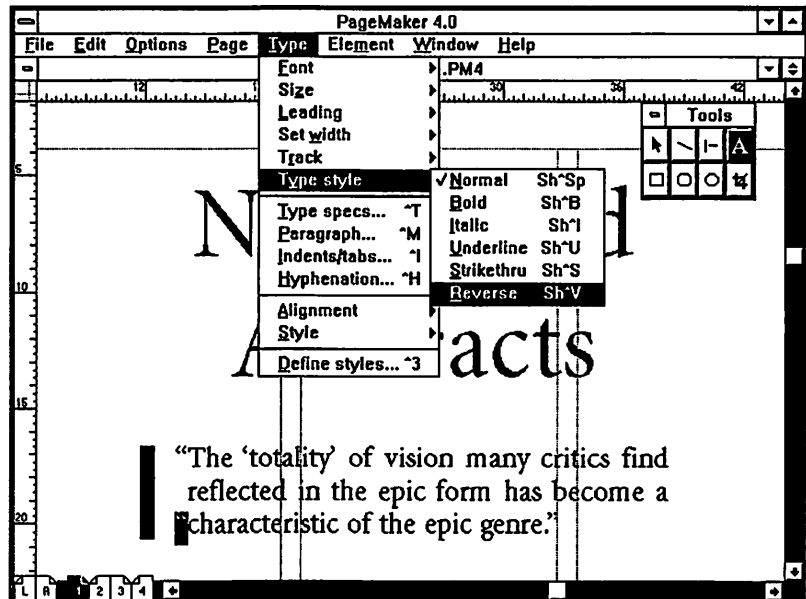 PageMaker 4.0
File Edit Options Page Type Element Window Help
.PM4
12 30 36 42
Font
Size
Leading
Set width
Track
Type style
Type specs... ^T
Paragraph... ^M
Indents/tabs... ^I
Hyphenation... ^H
Alignment
Style
Define styles... ^3
✓Normal Sh^Sp
Bold Sh^B
Italic Sh^I
Underline Sh^U
Strikethru Sh^S
Reverse Sh^V
Tools
A
5
10
15
20
N d
A acts
“The ‘totality’ of vision many critics find
reflected in the epic form has become a
“characteristic of the epic genre.”
L R 1 2 3 4